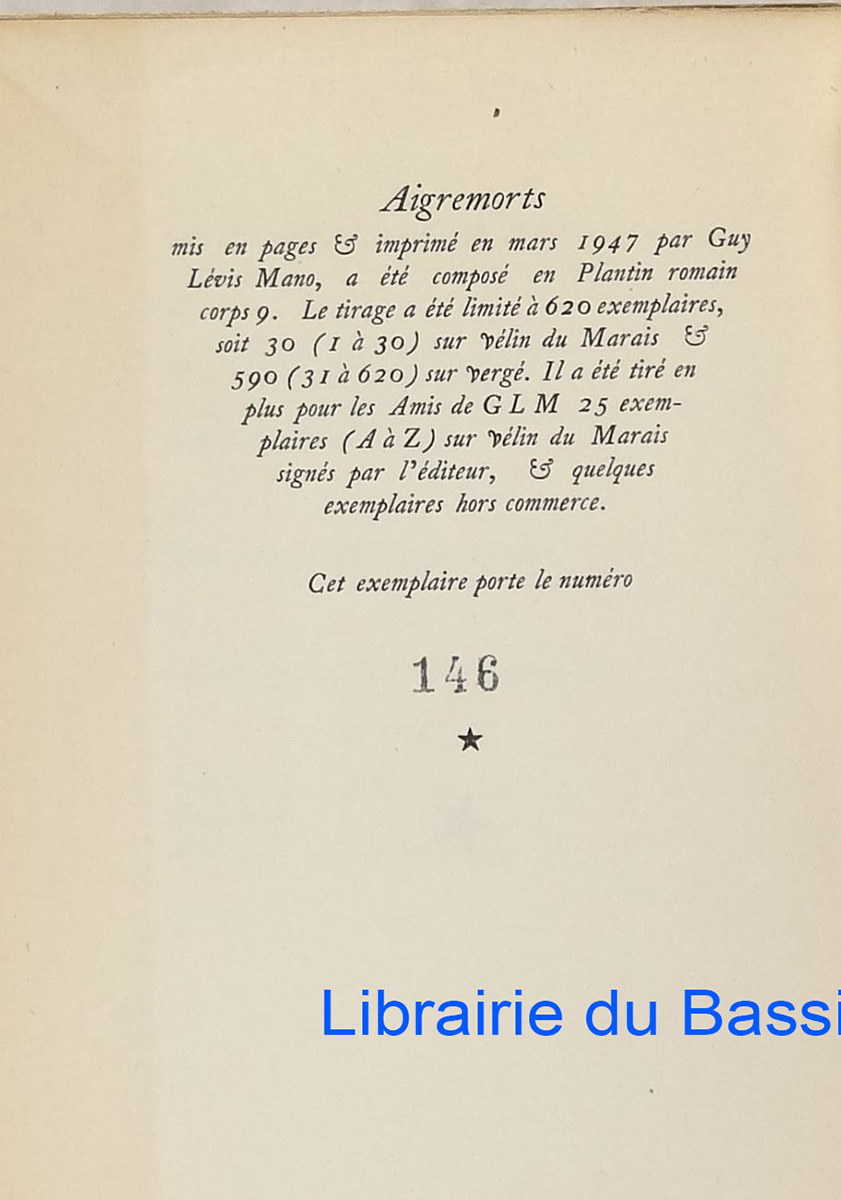 Aigremorts
mis en pages & imprimé en mars 1947 par Guy
Lévis Mano, a été composé en Plantin romain
corps 9. Le tirage a été limité à 620 exemplaires,
soit 30 (1 à 30) sur vélin du Marais &
590 (31 à 620) sur vergé. Il a été tiré en
plus pour les Amis de G L M 25 exem-
plaires (A à Z) sur vélin du Marais
signés par l'éditeur, & quelques
exemplaires hors commerce.
Cet exemplaire porte le numéro
146
★
Librairie du Bassi